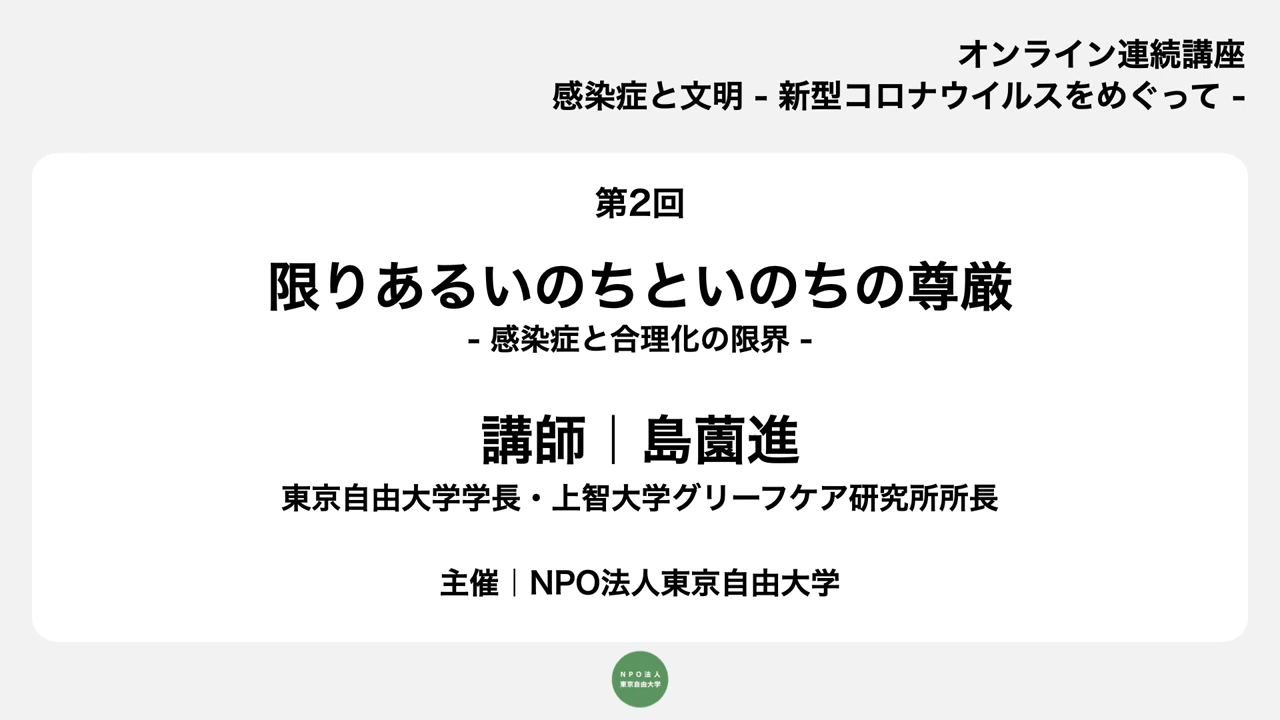 オンライン連続講座
感染症と文明 - 新型コロナウイルスをめぐって -
第2回
限りあるいのちといのちの尊厳
- 感染症と合理化の限界 -
講師｜島薗進
東京自由大学学長・上智大学グリーフケア研究所所長
主催｜NPO法人東京自由大学
NPO法人
東京自由大学